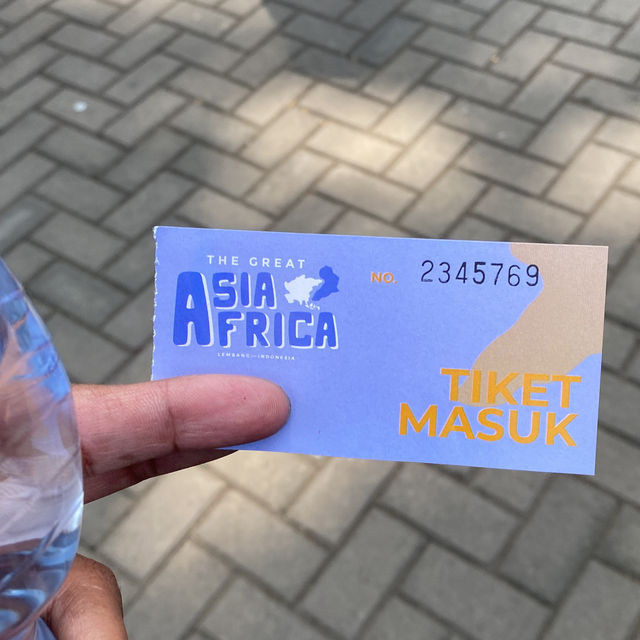 THE GREAT
ASIA
AFRICA
LEMBANG—INDONESIA
NO. 2345769
TIKET
MASUK